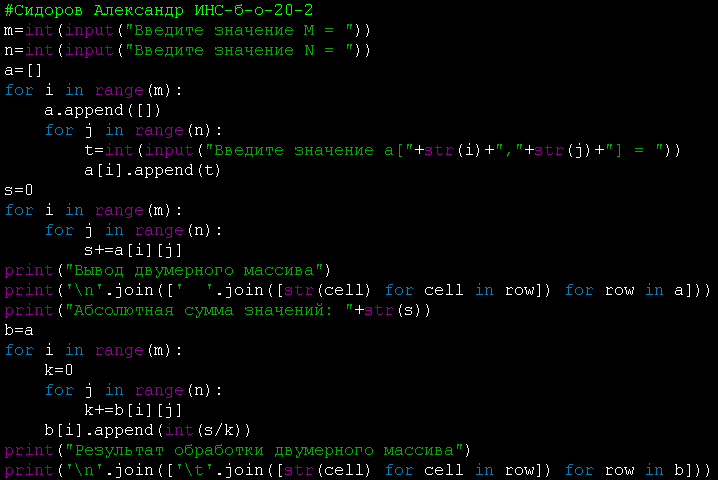 #Сидоров Александр ИНС-б-о-20-2
m=int(input("Введите значение M = "))
n=int(input("Введите значение N = "))
a=[]
for i in range(m):
    a.append([])
    for j in range(n):
        t=int(input("Введите значение a["+str(i)+","+str(j)+"] = "))
        a[i].append(t)
s=0
for i in range(m):
    for j in range(n):
        s+=a[i][j]
print("Вывод двумерного массива")
print('\n'.join(['  '.join([str(cell) for cell in row]) for row in a]))
print("Абсолютная сумма значений: "+str(s))
b=a
for i in range(m):
    k=0
    for j in range(n):
        k+=b[i][j]
    b[i].append(int(s/k))
print("Результат обработки двумерного массива")
print('\n'.join(['\t'.join([str(cell) for cell in row]) for row in b]))